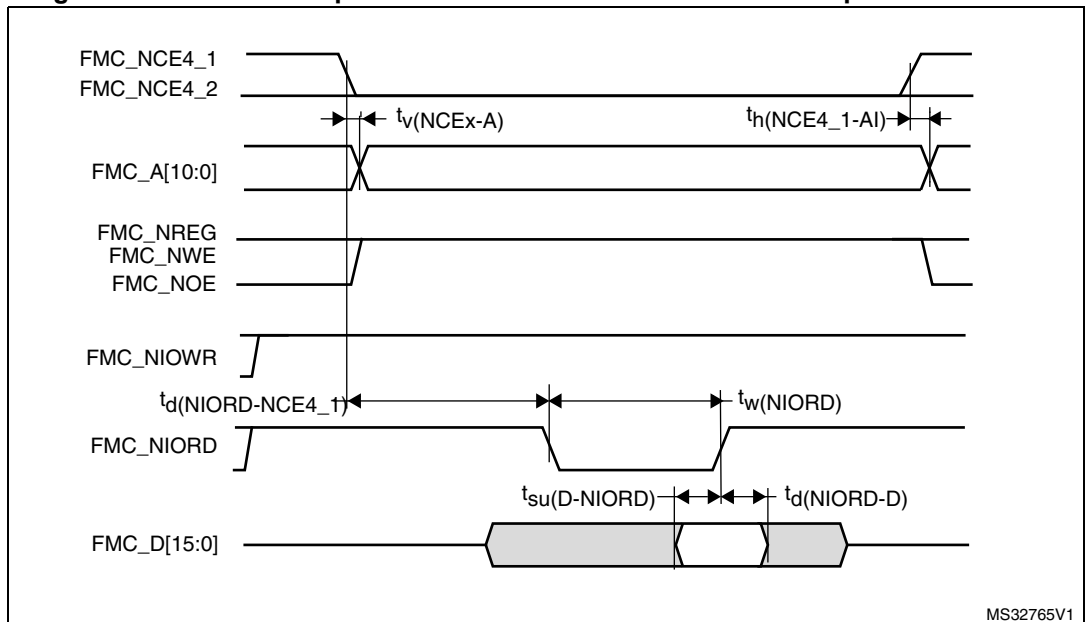 FMC_NCE4_1
FMC_NCE4_2
tv(NCEx-A)
th(NCE4_1-AI)
FMC_A[10:0]
FMC_NREG
FMC_NWE
FMC_NOE
FMC_NIOWR
td(NIORD-NCE4_1)
tw(NIORD)
FMC_NIORD
tsu(D-NIORD)
td(NIORD-D)
FMC_D[15:0]
MS32765V1